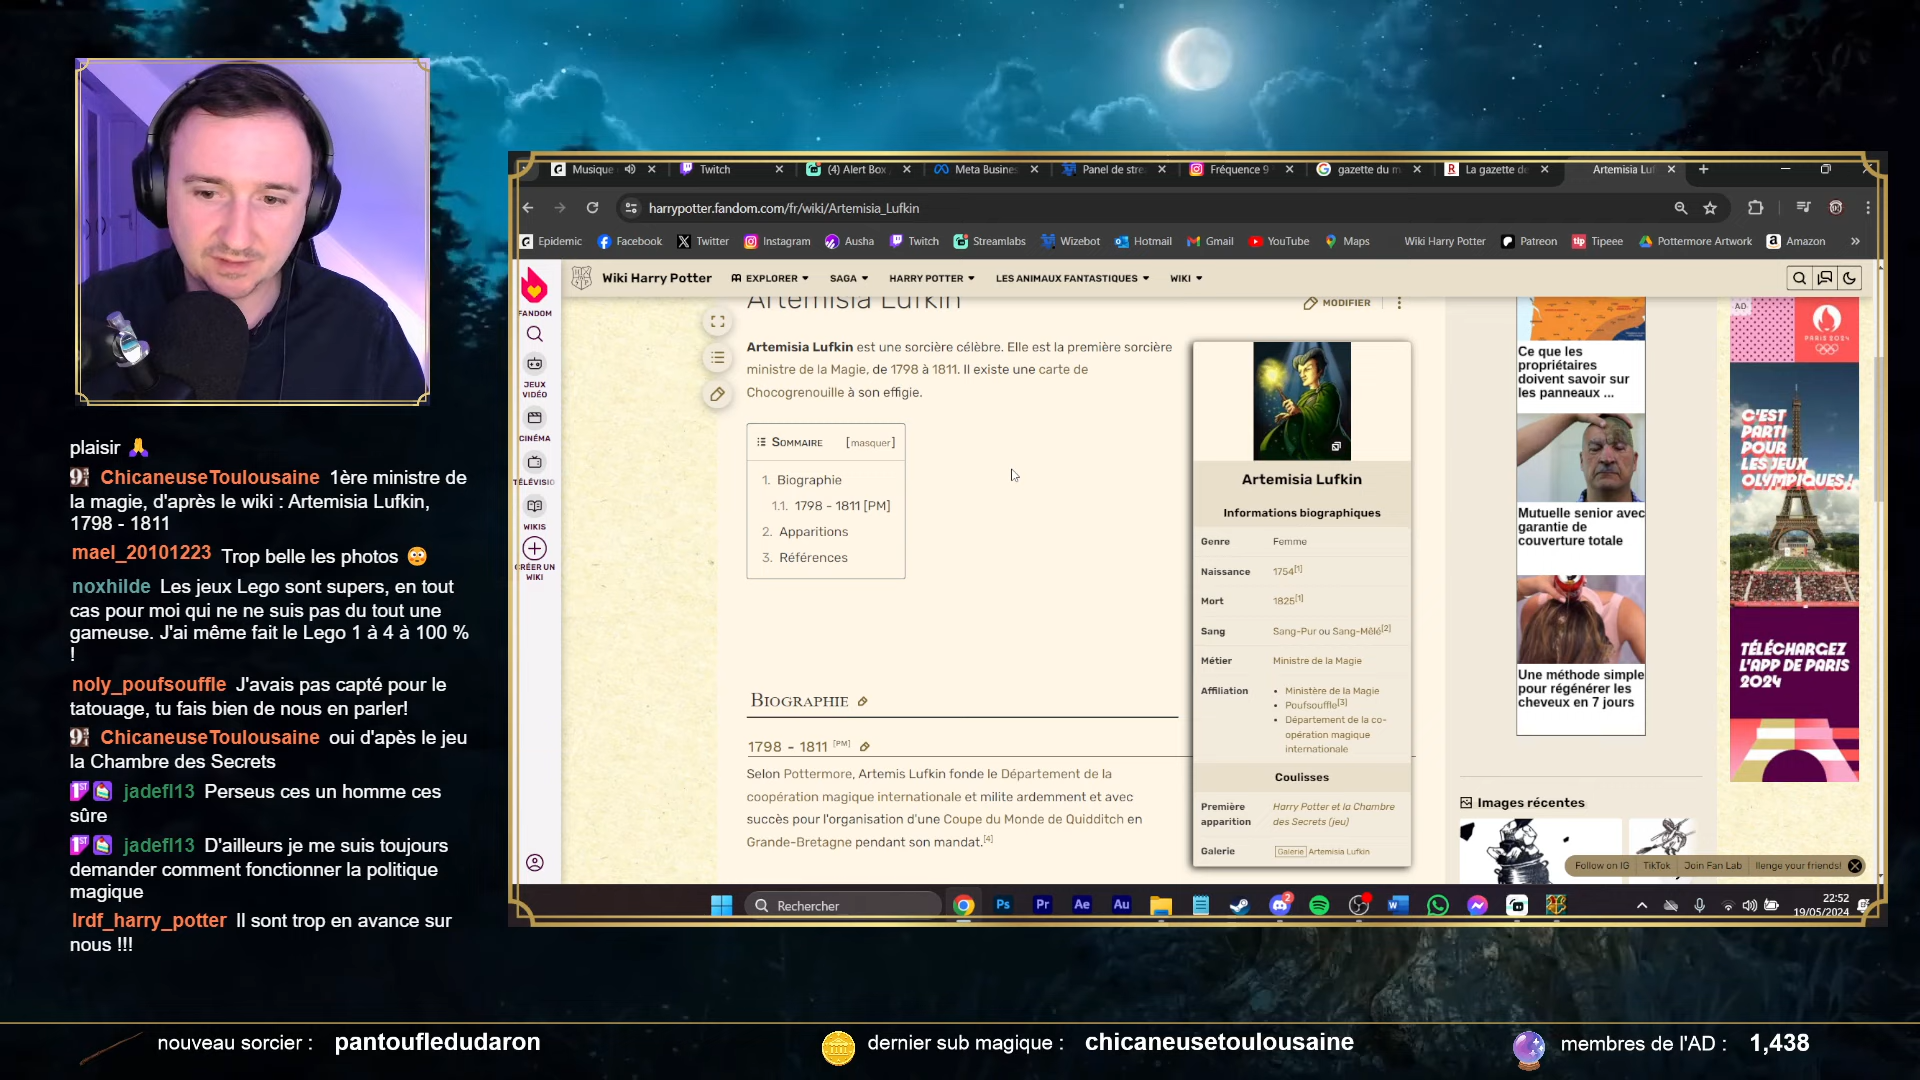 Musique
Twitch
(4) Alert Box
Meta Busines
Panel de stre
Fréquence 9
gazette du m
La gazette de
Artemisia Luf
harrypotter.fandom.com/fr/wiki/Artemisia_Lufkin
Epidemic
Facebook
Twitter
Instagram
Ausha
Twitch
Streamlabs
Wizebot
Hotmail
Gmail
YouTube
Maps
Wiki Harry Potter
Patreon
Tipeee
Pottermore Artwork
Amazon
Wiki Harry Potter
EXPLORER
SAGA
HARRY POTTER
LES ANIMAUX FANTASTIQUES
WIKI
FANDOM
JEUX
VIDÉO
CINÉMA
TÉLÉVISIO
WIKIS
CRÉER UN
WIKI
Artemisia Lufkin
MODIFIER
Artemisia Lufkin est une sorcière célèbre. Elle est la première sorcière
ministre de la Magie, de 1798 à 1811. Il existe une carte de
Chocogrenouille à son effigie.
SOMMAIRE [masquer]
1. Biographie
1.1. 1798 - 1811 [PM]
2. Apparitions
3. Références
BIOGRAPHIE
1798 - 1811 [PM]
Selon Pottermore, Artemis Lufkin fonde le Département de la
coopération magique internationale et milite ardemment et avec
succès pour l'organisation d'une Coupe du Monde de Quidditch en
Grande-Bretagne pendant son mandat.[4]
Artemisia Lufkin
Informations biographiques
Genre Femme
Naissance 1754[1]
Mort 1825[1]
Sang Sang-Pur ou Sang-Mêlé[2]
Métier Ministre de la Magie
Affiliation • Ministère de la Magie
• Poufsouffle[3]
• Département de la co-
opération magique
internationale
Coulisses
Première Harry Potter et la Chambre
apparition des Secrets (jeu)
Galerie Galerie Artemisia Lufkin
Ce que les
propriétaires
doivent savoir sur
les panneaux ...
Mutuelle senior avec
garantie de
couverture totale
Une méthode simple
pour régénérer les
cheveux en 7 jours
Images récentes
Follow on IG
TikTok
Join Fan Lab
llenge your friends!
AD
PARIS 2024
C'EST
PARTI
POUR
LES JEUX
OLYMPIQUES!
TÉLÉCHARGEZ
L'APP DE PARIS
2024
Rechercher
Ps
Pr
Ae
Au
2
22:52
19/05/2024
plaisir
ChicaneuseToulousaine 1ère ministre de
la magie, d'après le wiki : Artemisia Lufkin,
1798 - 1811
mael_20101223 Trop belle les photos
noxhilde Les jeux Lego sont supers, en tout
cas pour moi qui ne ne suis pas du tout une
gameuse. J'ai même fait le Lego 1 à 4 à 100 %
!
noly_poufsouffle J'avais pas capté pour le
tatouage, tu fais bien de nous en parler!
ChicaneuseToulousaine oui d'apès le jeu
la Chambre des Secrets
jadefl13 Perseus ces un homme ces
sûre
jadefl13 D'ailleurs je me suis toujours
demander comment fonctionner la politique
magique
lrdf_harry_potter Il sont trop en avance sur
nous !!!
nouveau sorcier : pantoufledudaron
dernier sub magique : chicaneusetoulousaine
membres de l'AD : 1,438